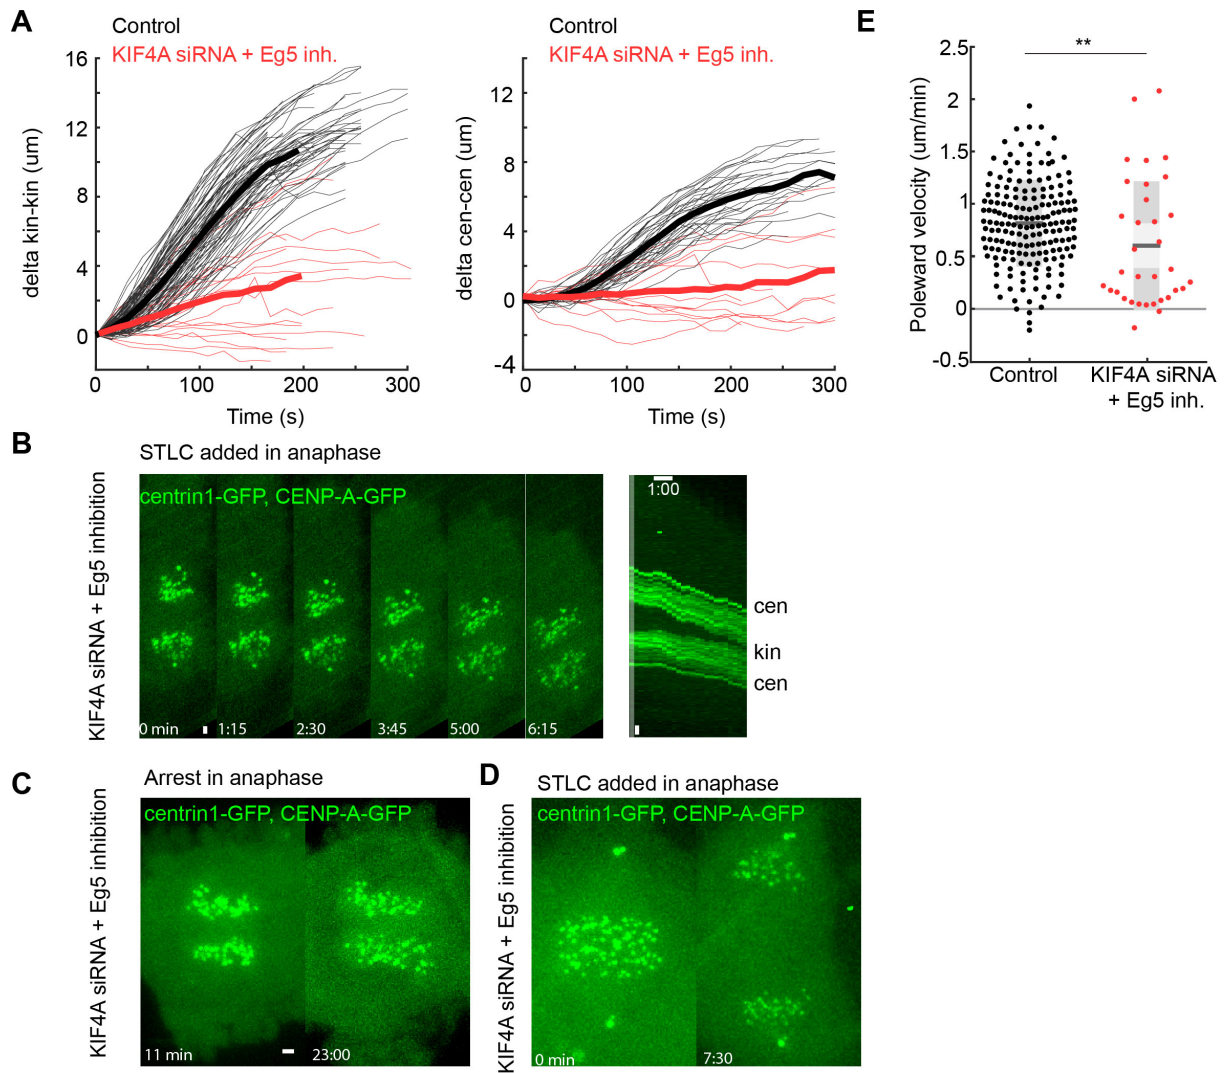 A
Control
KIF4A siRNA + Eg5 inh.
16
12
8
4
0
delta kin-kin (um)
0
100
200
300
Time (s)
Control
KIF4A siRNA + Eg5 inh.
12
8
4
0
-4
delta cen-cen (um)
0
100
200
300
Time (s)
E
2.5
2
1.5
1
0.5
0
-0.5
Poleward velocity (um/min)
**
Control
KIF4A siRNA
+ Eg5 inh.
B
STLC added in anaphase
KIF4A siRNA + Eg5 inhibition
centrin1-GFP, CENP-A-GFP
0 min
1:15
2:30
3:45
5:00
6:15
1:00
cen
kin
cen
C
Arrest in anaphase
KIF4A siRNA + Eg5 inhibition
centrin1-GFP, CENP-A-GFP
11 min
23:00
D
STLC added in anaphase
KIF4A siRNA + Eg5 inhibition
centrin1-GFP, CENP-A-GFP
0 min
7:30